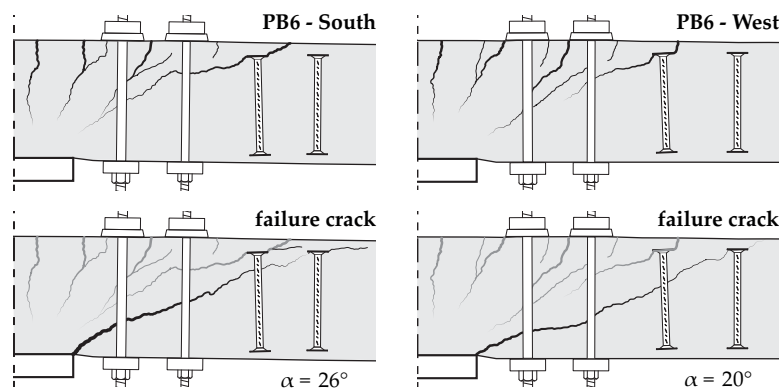 PB6 - South
PB6 - West
failure crack
failure crack
α = 26°
α = 20°